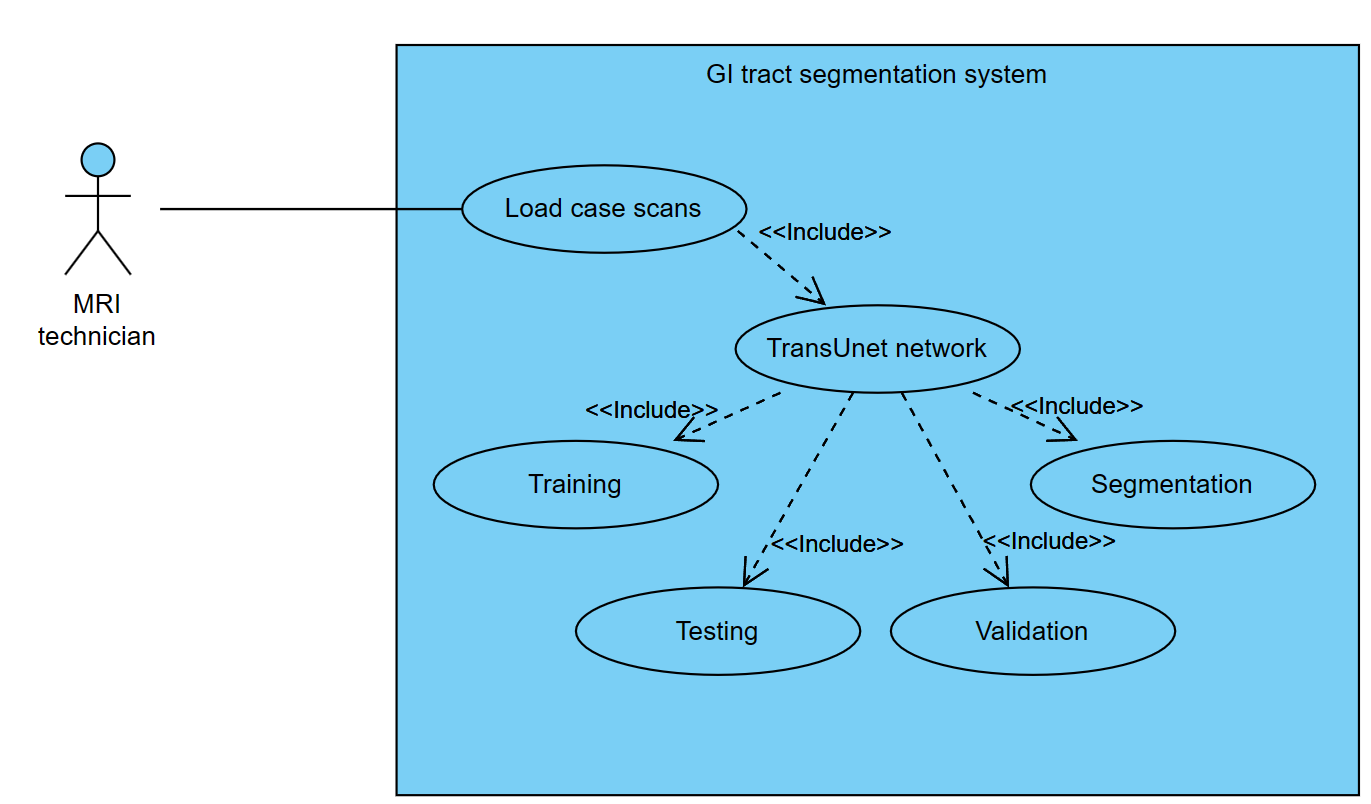 GI tract segmentation system
Load case scans
<<Include>>
MRI
technician
TransUnet network
<<Include>>
<<Include>>
Training
Segmentation
<<Include>>
<<Include>>
Testing
Validation